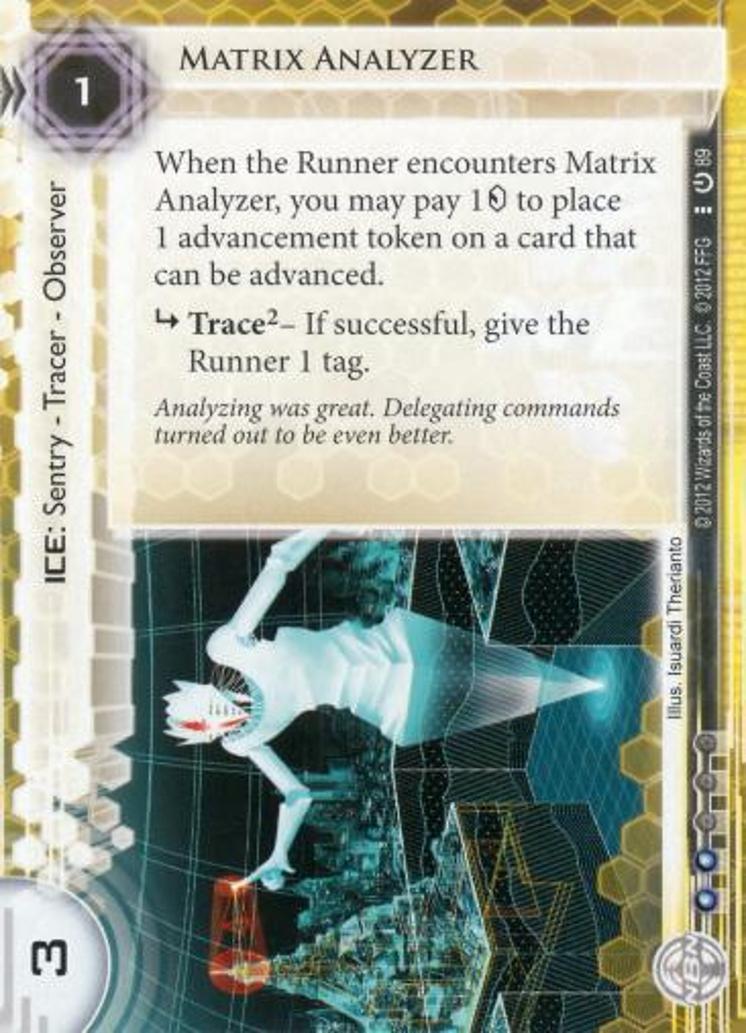 1
MATRIX ANALYZER
When the Runner encounters Matrix
Analyzer, you may pay 1 to place
1 advancement token on a card that
can be advanced.
↳ Trace²– If successful, give the
Runner 1 tag.
Analyzing was great. Delegating commands
turned out to be even better.
ICE: Sentry - Tracer - Observer
3
Illus. Isuardi Therianto
© 2012 Wizards of the Coast LLC. © 2012 FFG
89
NBN